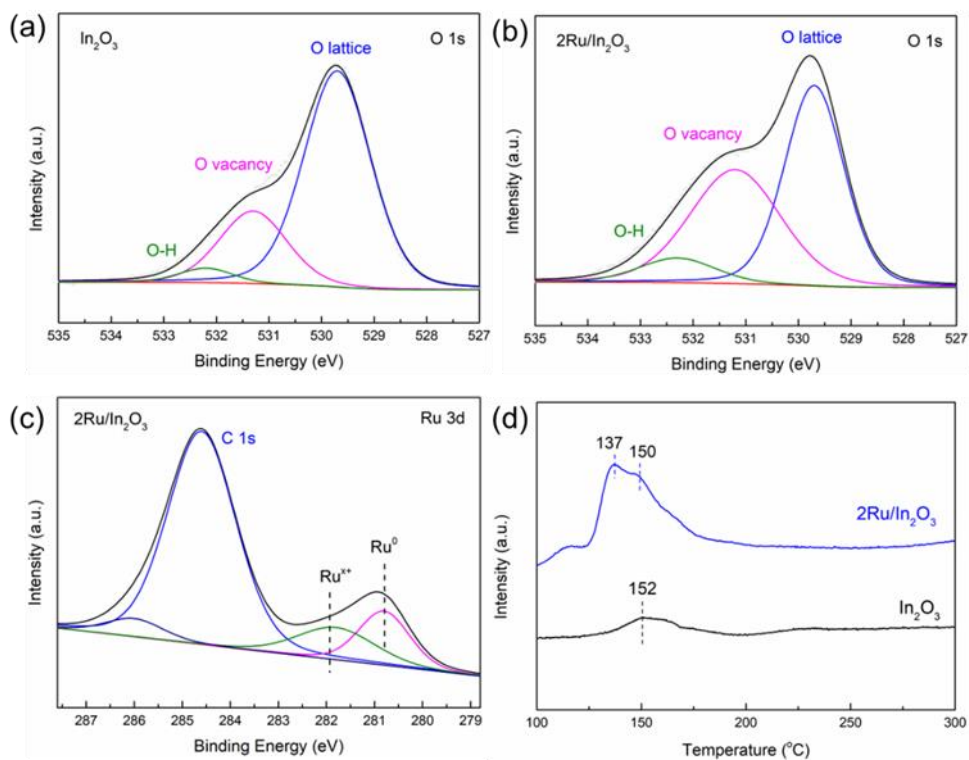 (a)
In₂O₃
O lattice
O 1s
O vacancy
O-H
Intensity (a.u.)
535 534 533 532 531 530 529 528 527
Binding Energy (eV)
(b)
2Ru/In₂O₃
O lattice
O 1s
O vacancy
O-H
Intensity (a.u.)
535 534 533 532 531 530 529 528 527
Binding Energy (eV)
(c)
2Ru/In₂O₃
Ru 3d
C 1s
Ruˣ⁺
Ru⁰
Intensity (a.u.)
287 286 285 284 283 282 281 280 279
Binding Energy (eV)
(d)
137
150
2Ru/In₂O₃
152
In₂O₃
Intensity (a.u.)
100 150 200 250 300
Temperature (°C)